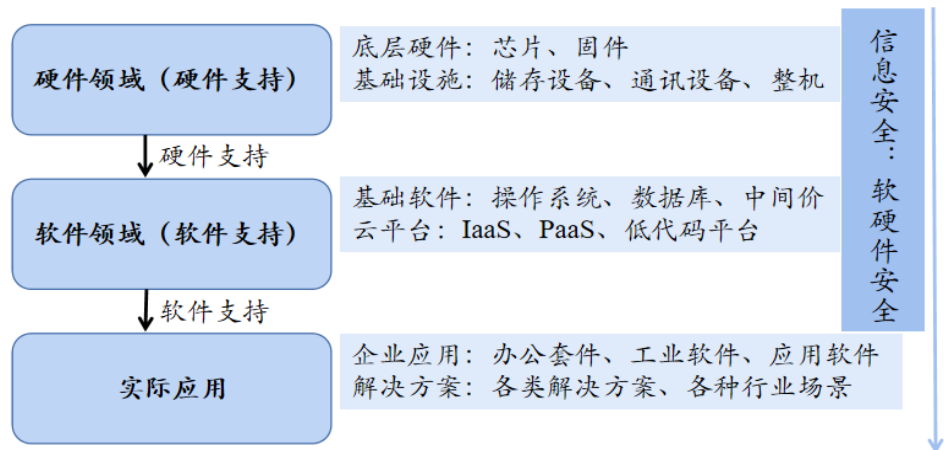 硬件领域（硬件支持）
底层硬件：芯片、固件
基础设施：储存设备、通讯设备、整机
硬件支持
软件领域（软件支持）
基础软件：操作系统、数据库、中间价
云平台：IaaS、PaaS、低代码平台
软件支持
实际应用
企业应用：办公套件、工业软件、应用软件
解决方案：各类解决方案、各种行业场景
信息安全：软硬件安全